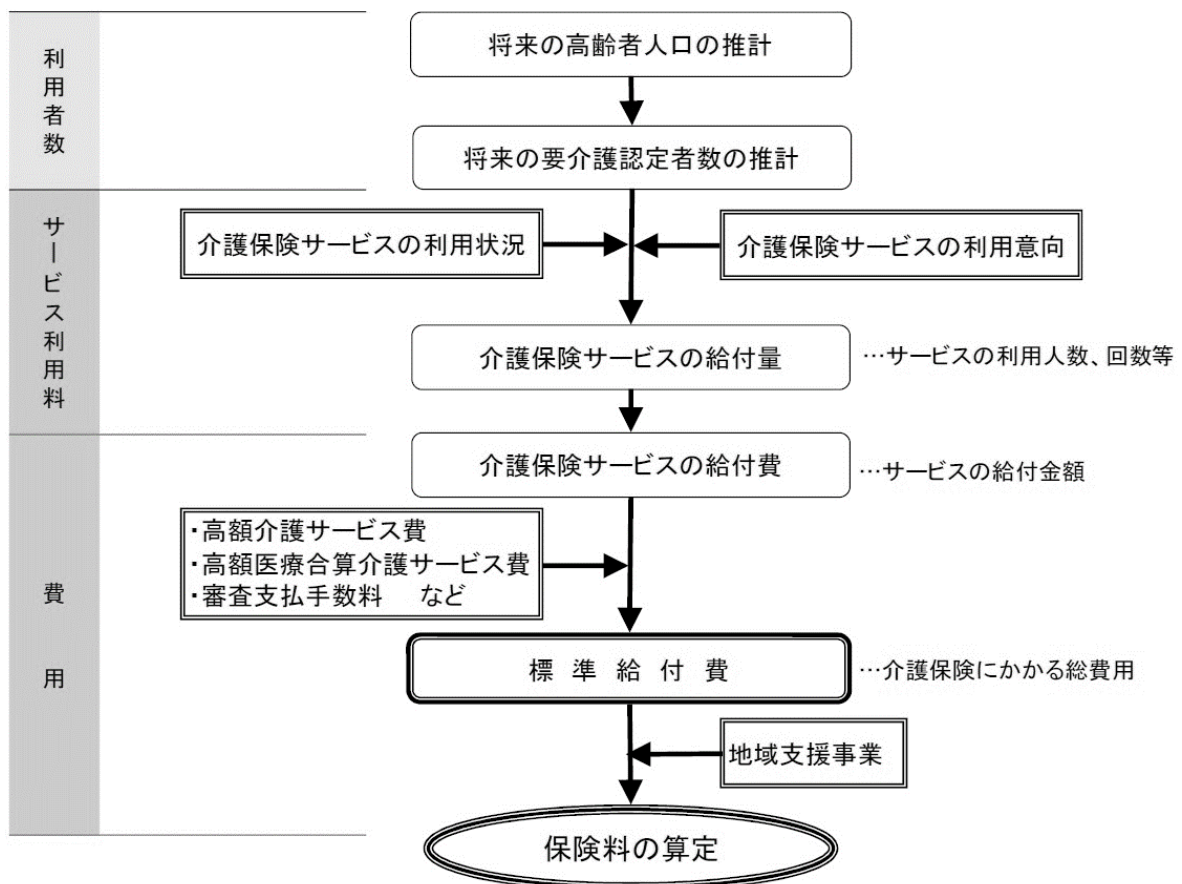 利用者数
将来の高齢者人口の推計
将来の要介護認定者数の推計
サービス利用料
介護保険サービスの利用状況
介護保険サービスの利用意向
介護保険サービスの給付量
…サービスの利用人数、回数等
費用
介護保険サービスの給付費
…サービスの給付金額
・高額介護サービス費
・高額医療合算介護サービス費
・審査支払手数料 など
標準給付費
…介護保険にかかる総費用
地域支援事業
保険料の算定